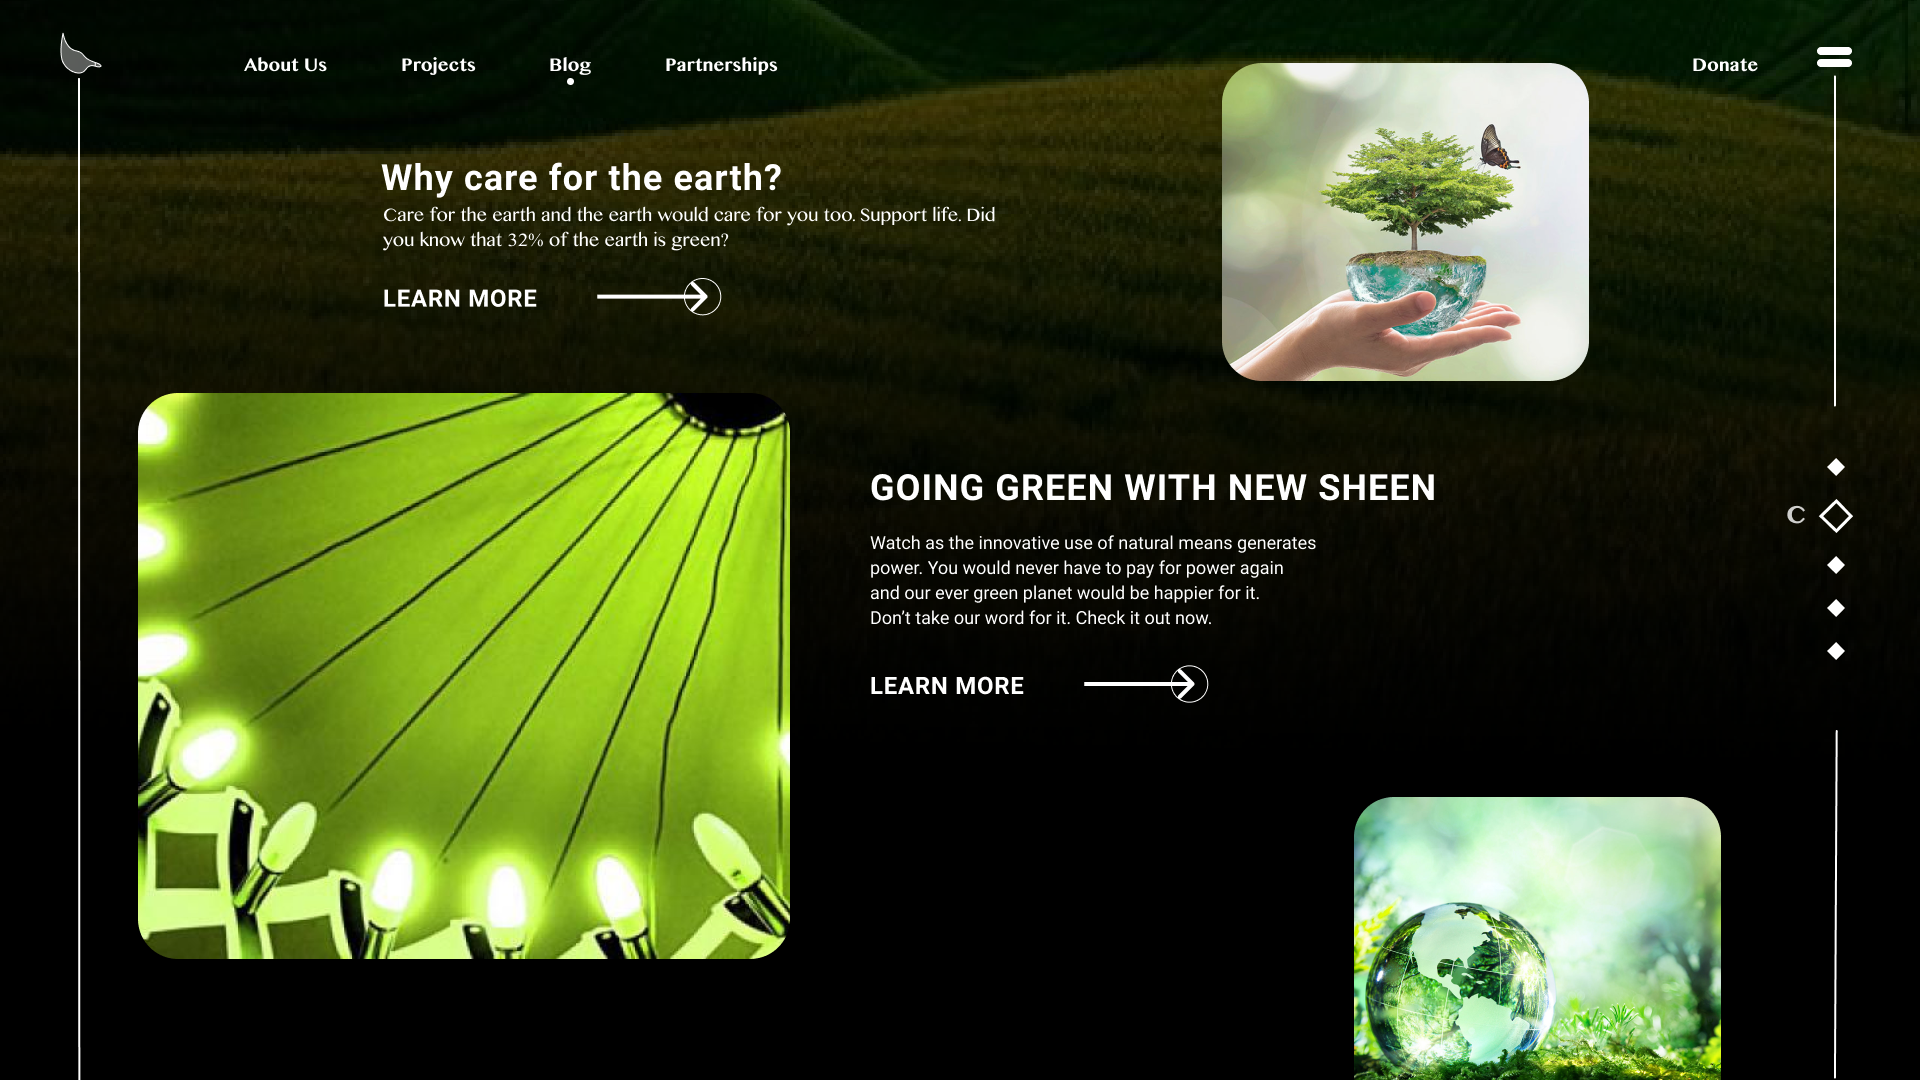 About Us
Projects
Blog
Partnerships
Donate
Why care for the earth?
Care for the earth and the earth would care for you too. Support life. Did
you know that 32% of the earth is green?
LEARN MORE
GOING GREEN WITH NEW SHEEN
C
Watch as the innovative use of natural means generates
power. You would never have to pay for power again
and our ever green planet would be happier for it.
Don’t take our word for it. Check it out now.
LEARN MORE